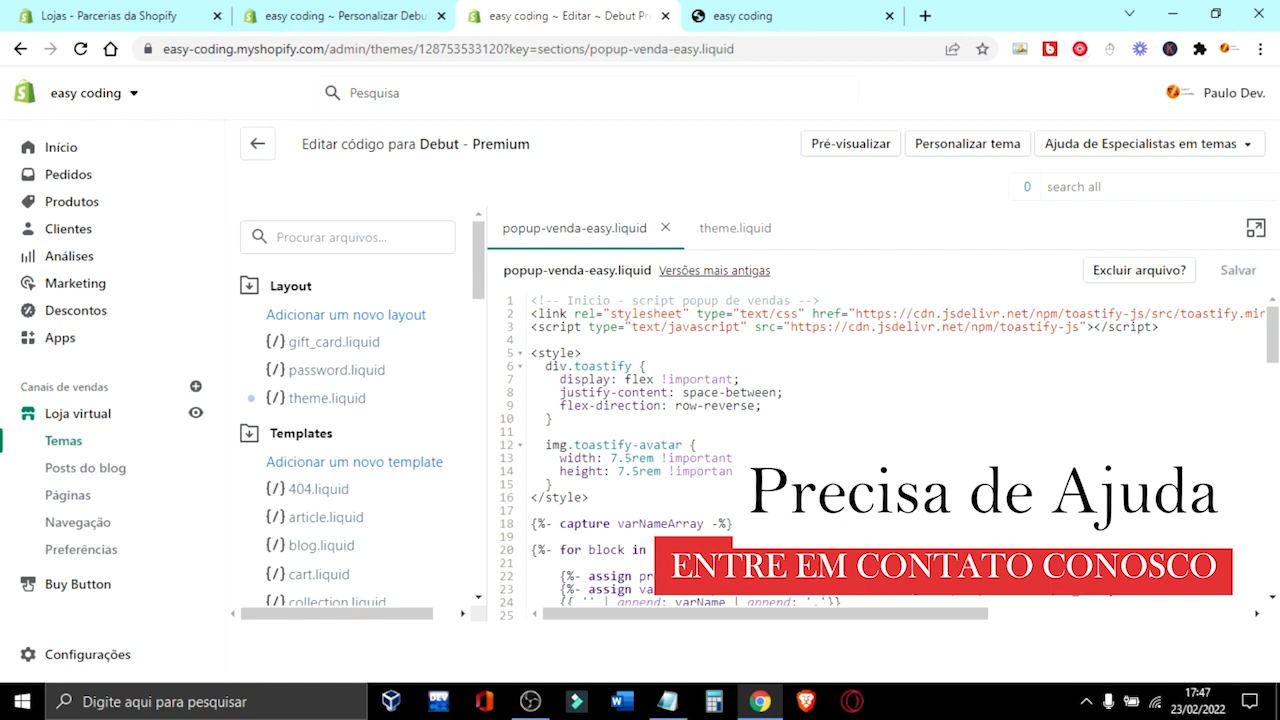 Lojas - Parcerias da Shopify
easy coding ~ Personalizar Debu
easy coding ~ Editar ~ Debut Pr
easy coding
easy-coding.myshopify.com/admin/themes/128753533120?key=sections/popup-venda-easy.liquid
easy coding
Pesquisa
Paulo Dev.
Início
Pedidos
Produtos
Clientes
Análises
Marketing
Descontos
Apps
Canais de vendas
Loja virtual
Temas
Posts do blog
Páginas
Navegação
Preferências
Buy Button
Configurações
Editar código para Debut - Premium
Pré-visualizar
Personalizar tema
Ajuda de Especialistas em temas
0 search all
Procurar arquivos...
Layout
Adicionar um novo layout
{/} gift_card.liquid
{/} password.liquid
{/} theme.liquid
Templates
Adicionar um novo template
{/} 404.liquid
{/} article.liquid
{/} blog.liquid
{/} cart.liquid
{/} collection.liquid
popup-venda-easy.liquid
theme.liquid
popup-venda-easy.liquid Versões mais antigas
Excluir arquivo?
Salvar
1 <!-- Inicio - script popup de vendas -->
2 <link rel="stylesheet" type="text/css" href="https://cdn.jsdelivr.net/npm/toastify-js/src/toastify.min
3 <script type="text/javascript" src="https://cdn.jsdelivr.net/npm/toastify-js"></script>
4
5 <style>
6 div.toastify {
7 display: flex !important;
8 justify-content: space-between;
9 flex-direction: row-reverse;
10 }
11
12 img.toastify-avatar {
13 width: 7.5rem !important
14 height: 7.5rem !importan
15 }
16 </style>
17
18 {%- capture varNameArray -%}
19
20 {%- for block in
21
22 {%- assign pr
23 {%- assign va
24 {{ '' | append: varName | append: ','}}
25
Precisa de Ajuda
ENTRE EM CONTATO CONOSCO
Digite aqui para pesquisar
17:47
23/02/2022